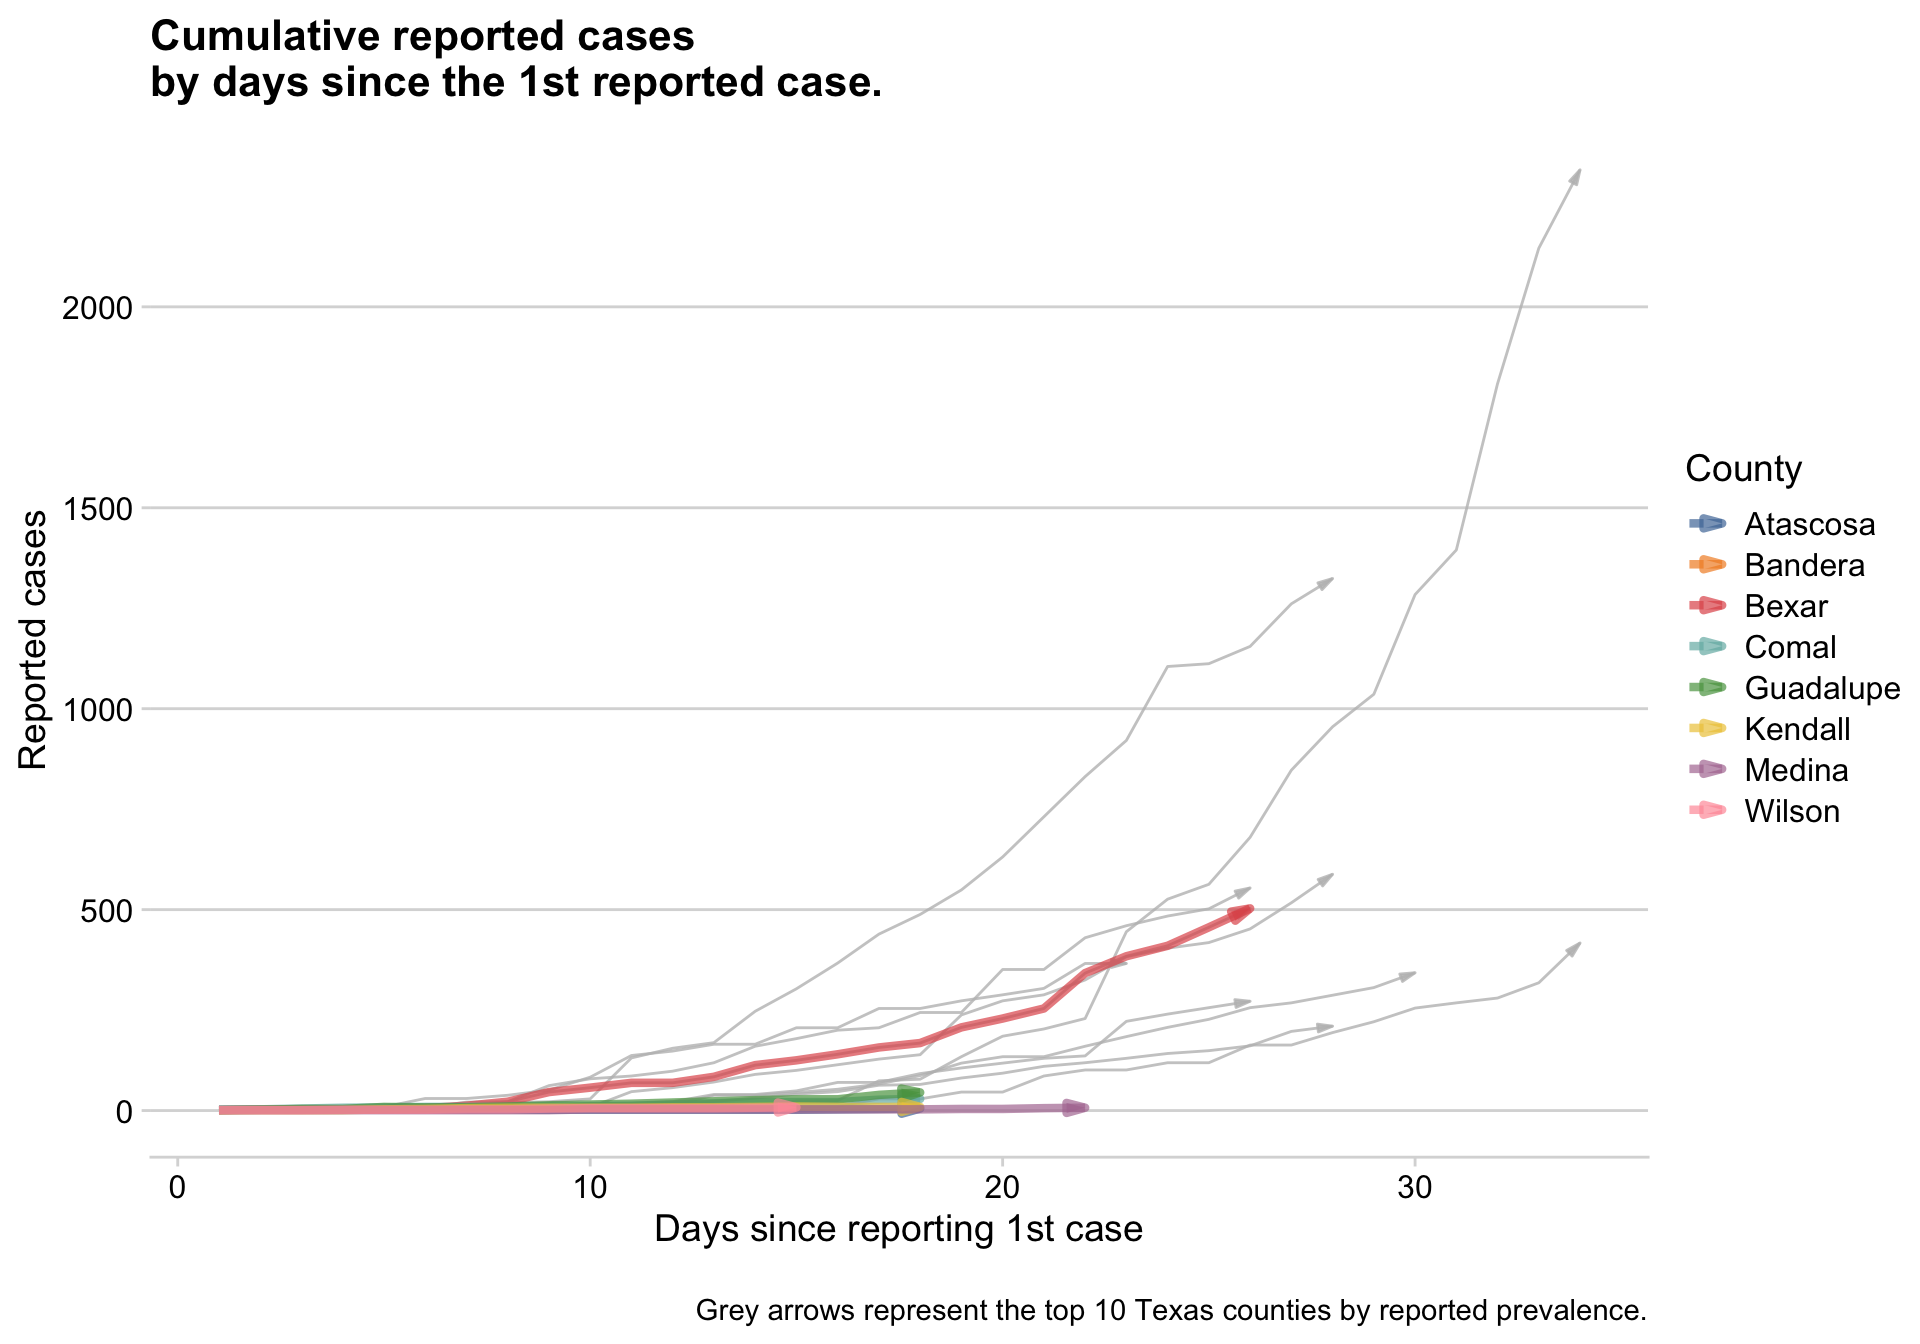 Cumulative reported cases
by days since the 1st reported case.
Reported cases
2000
1500
1000
500
0
0 10 20 30
Days since reporting 1st case
County
Atascosa
Bandera
Bexar
Comal
Guadalupe
Kendall
Medina
Wilson
Grey arrows represent the top 10 Texas counties by reported prevalence.